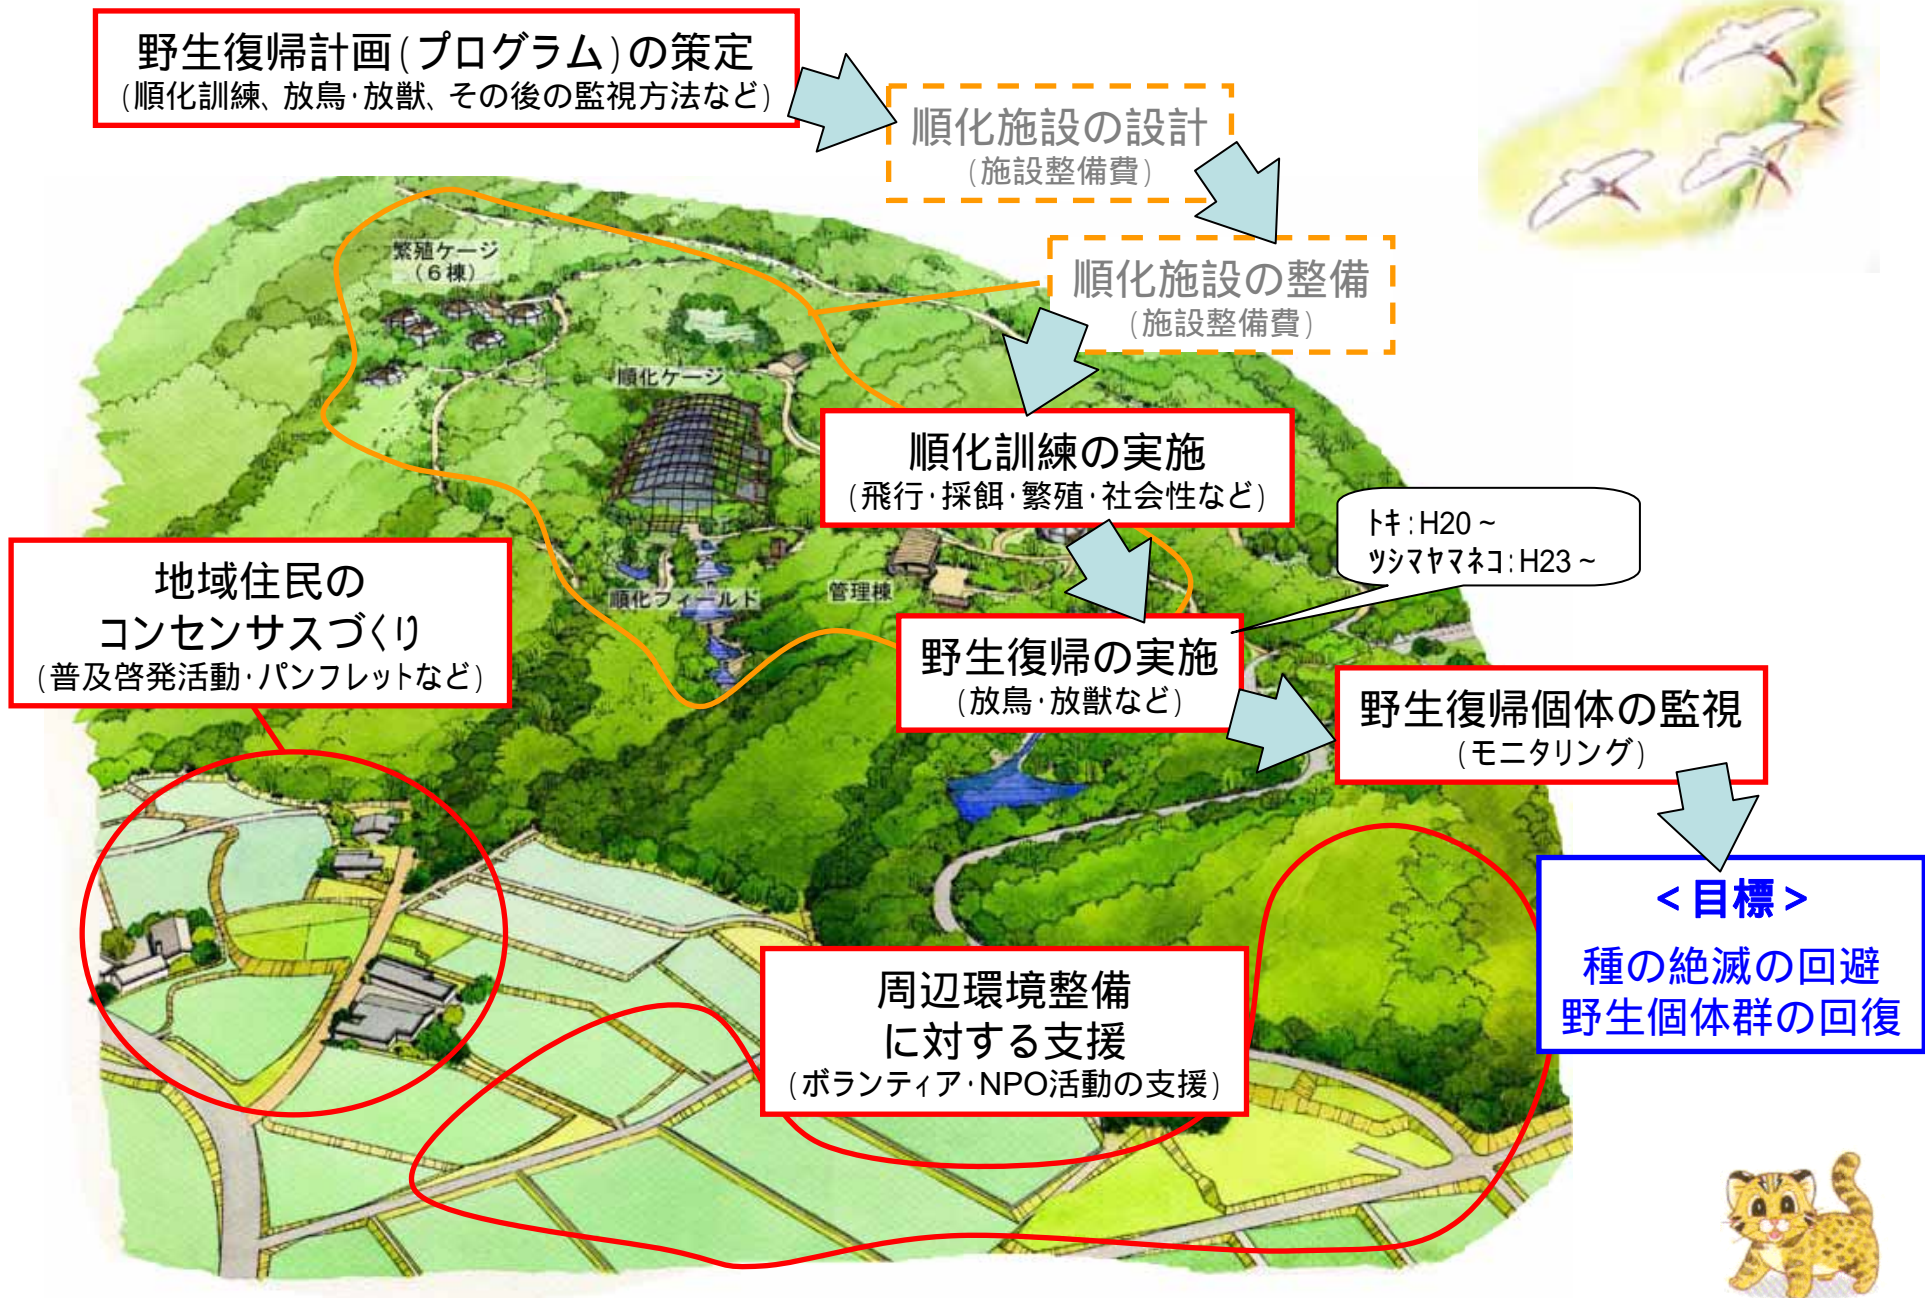 野生復帰計画(プログラム)の策定
(順化訓練、放鳥・放獣、その後の監視方法など)
順化施設の設計
(施設整備費)
順化施設の整備
(施設整備費)
繁殖ケージ
(6棟)
順化ケージ
順化訓練の実施
(飛行・採餌・繁殖・社会性など)
トキ:H20～
ツシマヤマネコ:H23～
地域住民の
コンセンサスづくり
(普及啓発活動・パンフレットなど)
順化フィールド
管理棟
野生復帰の実施
(放鳥・放獣など)
野生復帰個体の監視
(モニタリング)
<目標>
種の絶滅の回避
野生個体群の回復
周辺環境整備
に対する支援
(ボランティア・NPO活動の支援)